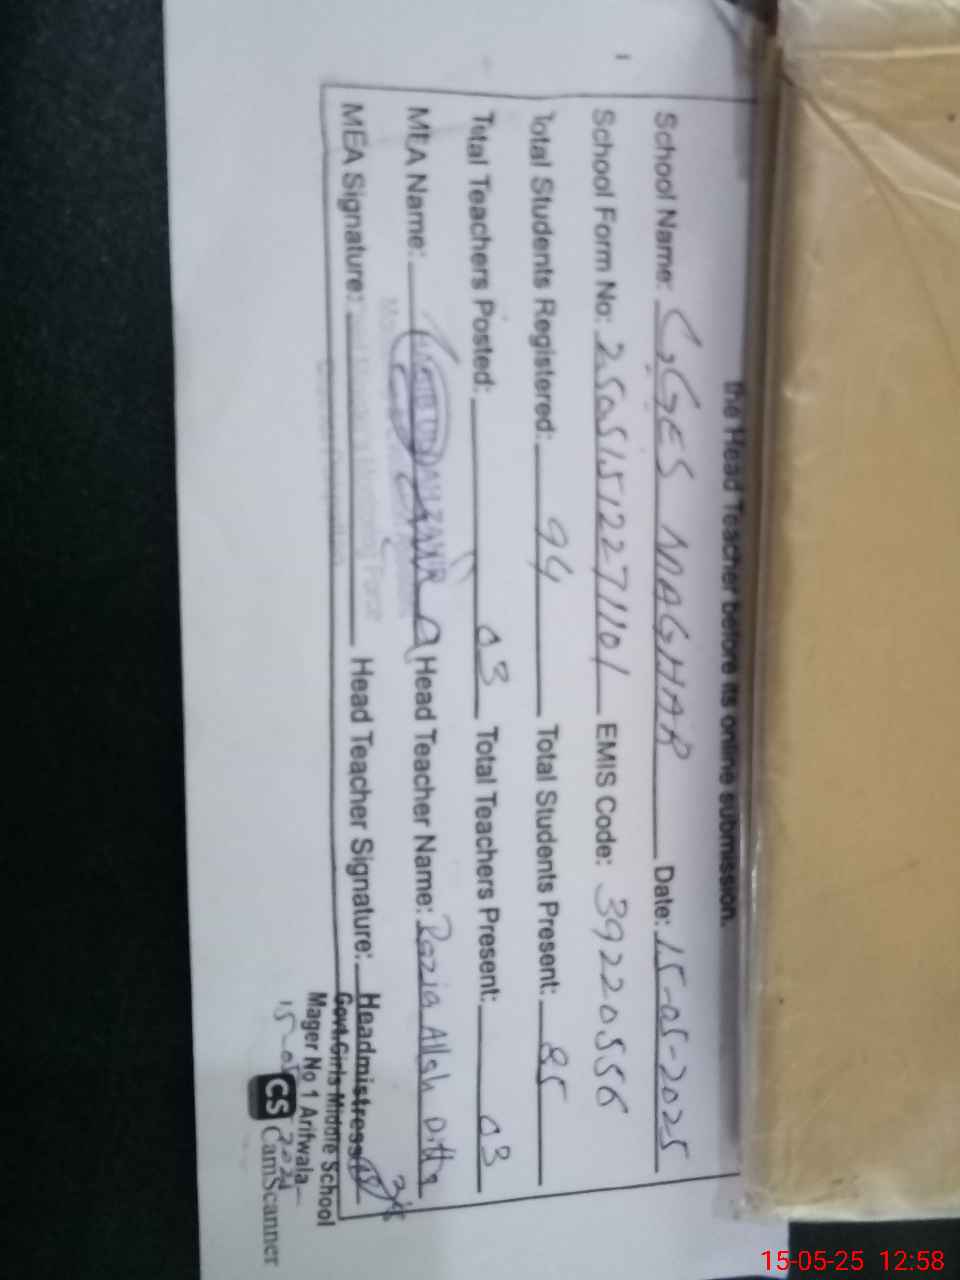 the Head Teacher before its online submission.
School Name: GGES MAGHAR Date: 15-05-2025
School Form No: 25051512271101 EMIS Code: 39220556
Total Students Registered: 94 Total Students Present: 85
Total Teachers Posted: 03 Total Teachers Present: 03
MEA Name: Head Teacher Name: Razia Allah Ditta
MEA Signature: Head Teacher Signature: Headmistress
Govt.Girls Middle School
Mager No 1 Arifwala
15-05
CS CamScanner
15-05-25 12:58